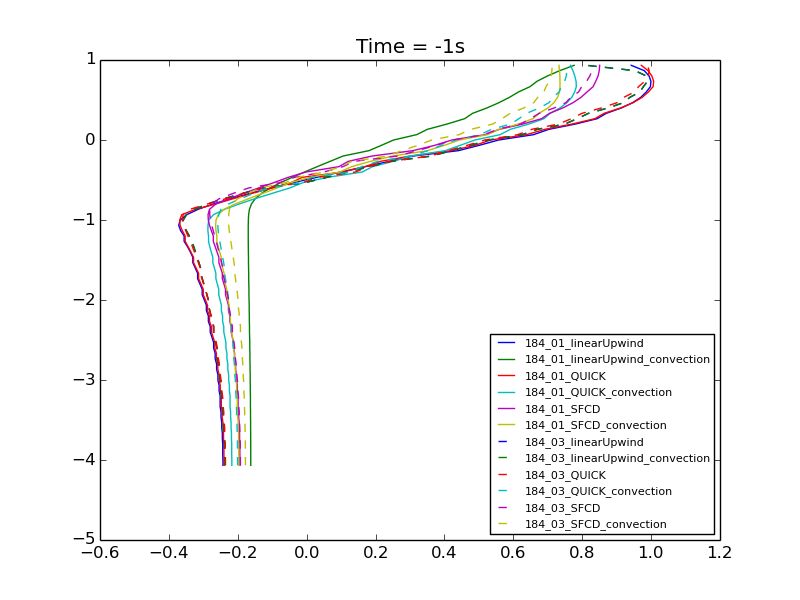 Time = -1s
1
0
−1
−2
−3
−4
−5
−0.6 −0.4 −0.2 0.0 0.2 0.4 0.6 0.8 1.0 1.2
184_01_linearUpwind
184_01_linearUpwind_convection
184_01_QUICK
184_01_QUICK_convection
184_01_SFCD
184_01_SFCD_convection
184_03_linearUpwind
184_03_linearUpwind_convection
184_03_QUICK
184_03_QUICK_convection
184_03_SFCD
184_03_SFCD_convection